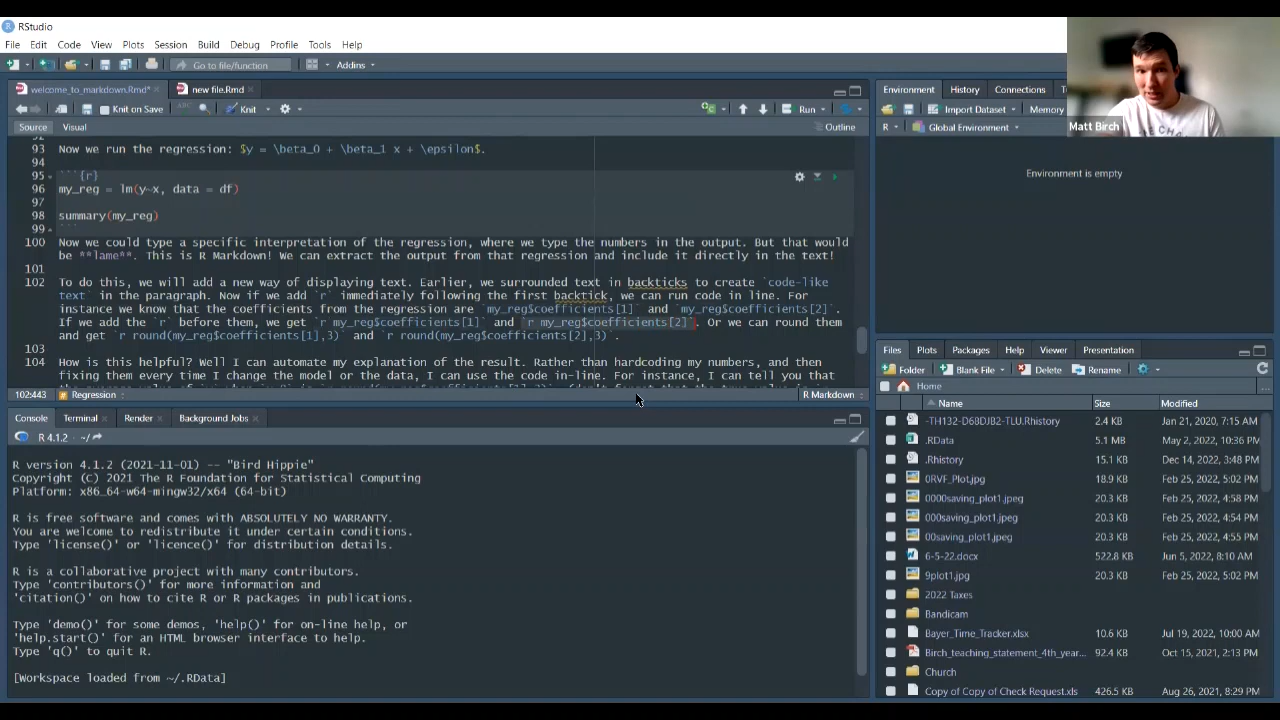 RStudio
File Edit Code View Plots Session Build Debug Profile Tools Help
Go to file/function Addins
welcome_to_markdown.Rmd* new file.Rmd
Knit on Save ABC Knit Run
Source Visual Outline
93 Now we run the regression: $y = \beta_0 + \beta_1 x + \epsilon$.
94
95 ```{r}
96 my_reg = lm(y~x, data = df)
97
98 summary(my_reg)
99 ```
100 Now we could type a specific interpretation of the regression, where we type the numbers in the output. But that would
be **lame**. This is R Markdown! We can extract the output from that regression and include it directly in the text!
101
102 To do this, we will add a new way of displaying text. Earlier, we surrounded text in backticks to create `code-like
text` in the paragraph. Now if we add `r` immediately following the first backtick, we can run code in line. For
instance we know that the coefficients from the regression are `my_reg$coefficients[1]` and `my_reg$coefficients[2]`.
If we add the `r` before them, we get `r my_reg$coefficients[1]` and `r my_reg$coefficients[2]`. Or we can round them
and get `r round(my_reg$coefficients[1],3)` and `r round(my_reg$coefficients[2],3)`.
103
104 How is this helpful? Well I can automate my explanation of the result. Rather than hardcoding my numbers, and then
fixing them every time I change the model or the data, I can use the code in-line. For instance, I can tell you that
102:443 Regression R Markdown
Console Terminal Render Background Jobs
R 4.1.2 · ~/
R version 4.1.2 (2021-11-01) -- "Bird Hippie"
Copyright (C) 2021 The R Foundation for Statistical Computing
Platform: x86_64-w64-mingw32/x64 (64-bit)
R is free software and comes with ABSOLUTELY NO WARRANTY.
You are welcome to redistribute it under certain conditions.
Type 'license()' or 'licence()' for distribution details.
R is a collaborative project with many contributors.
Type 'contributors()' for more information and
'citation()' on how to cite R or R packages in publications.
Type 'demo()' for some demos, 'help()' for on-line help, or
'help.start()' for an HTML browser interface to help.
Type 'q()' to quit R.
[Workspace loaded from ~/.RData]
Environment History Connections
Import Dataset Memory
R Global Environment
Matt Birch
Environment is empty
Files Plots Packages Help Viewer Presentation
Folder Blank File Delete Rename
Home
Name Size Modified
-TH132-D68DJB2-TLU.Rhistory 2.4 KB Jan 21, 2020, 7:15 AM
.RData 5.1 MB May 2, 2022, 10:36 PM
.Rhistory 15.1 KB Dec 14, 2022, 3:48 PM
0RVF_Plot.jpg 18.9 KB Feb 25, 2022, 5:02 PM
0000saving_plot1.jpeg 20.3 KB Feb 25, 2022, 4:58 PM
000saving_plot1.jpeg 20.3 KB Feb 25, 2022, 4:54 PM
00saving_plot1.jpeg 20.3 KB Feb 25, 2022, 4:55 PM
6-5-22.docx 522.8 KB Jun 5, 2022, 8:10 AM
9plot1.jpg 20.3 KB Feb 25, 2022, 5:02 PM
2022 Taxes
Bandicam
Bayer_Time_Tracker.xlsx 10.6 KB Jul 19, 2022, 10:00 AM
Birch_teaching_statement_4th_year... 92.4 KB Oct 15, 2021, 2:13 PM
Church
Copy of Copy of Check Request.xls 426.5 KB Aug 26, 2021, 8:29 PM